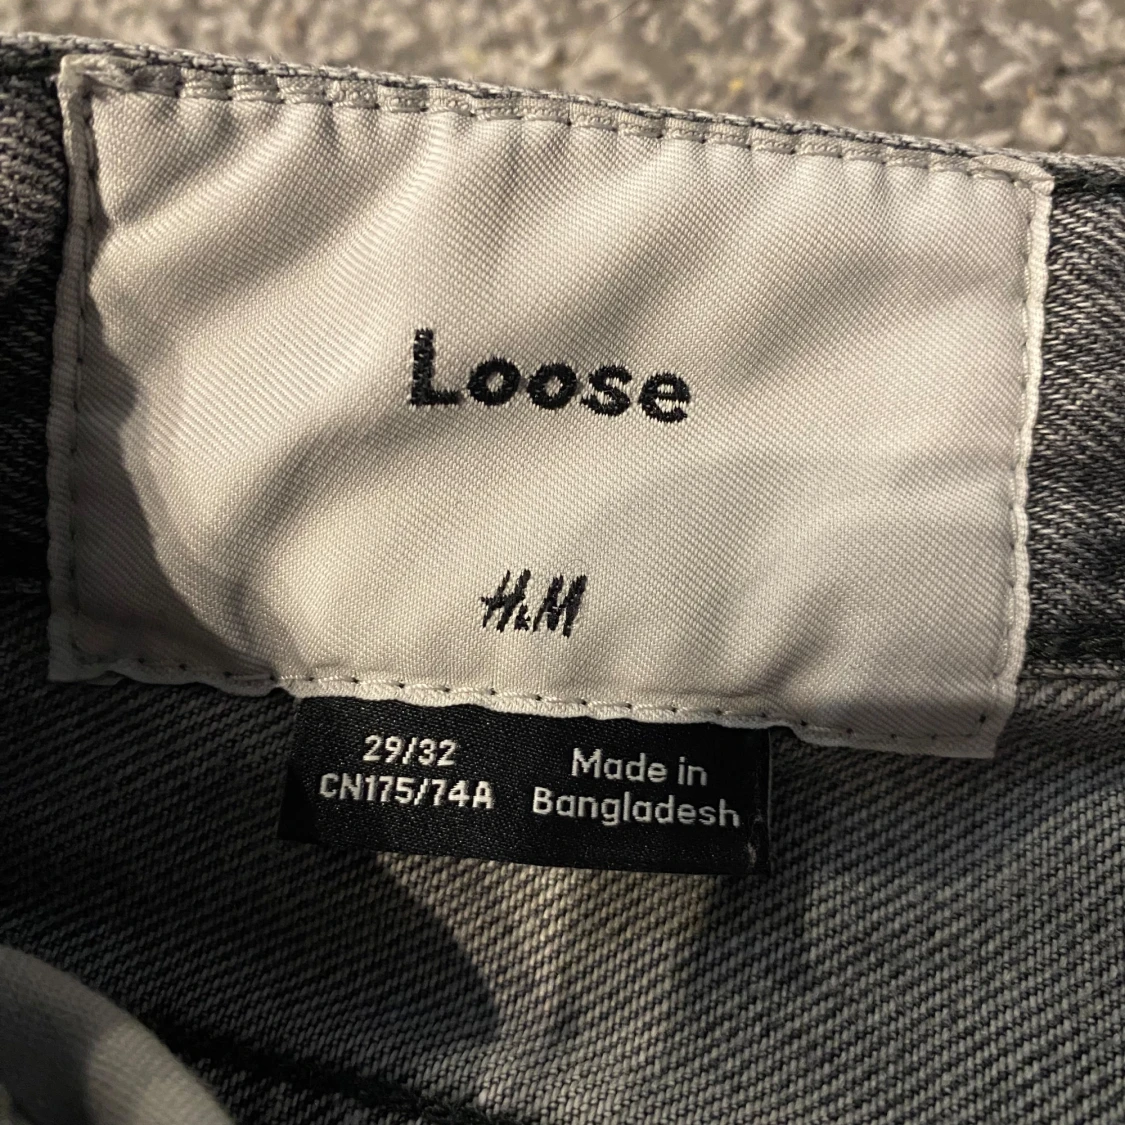 Loose
H&M
29/32
CN175/74A
Made in
Bangladesh